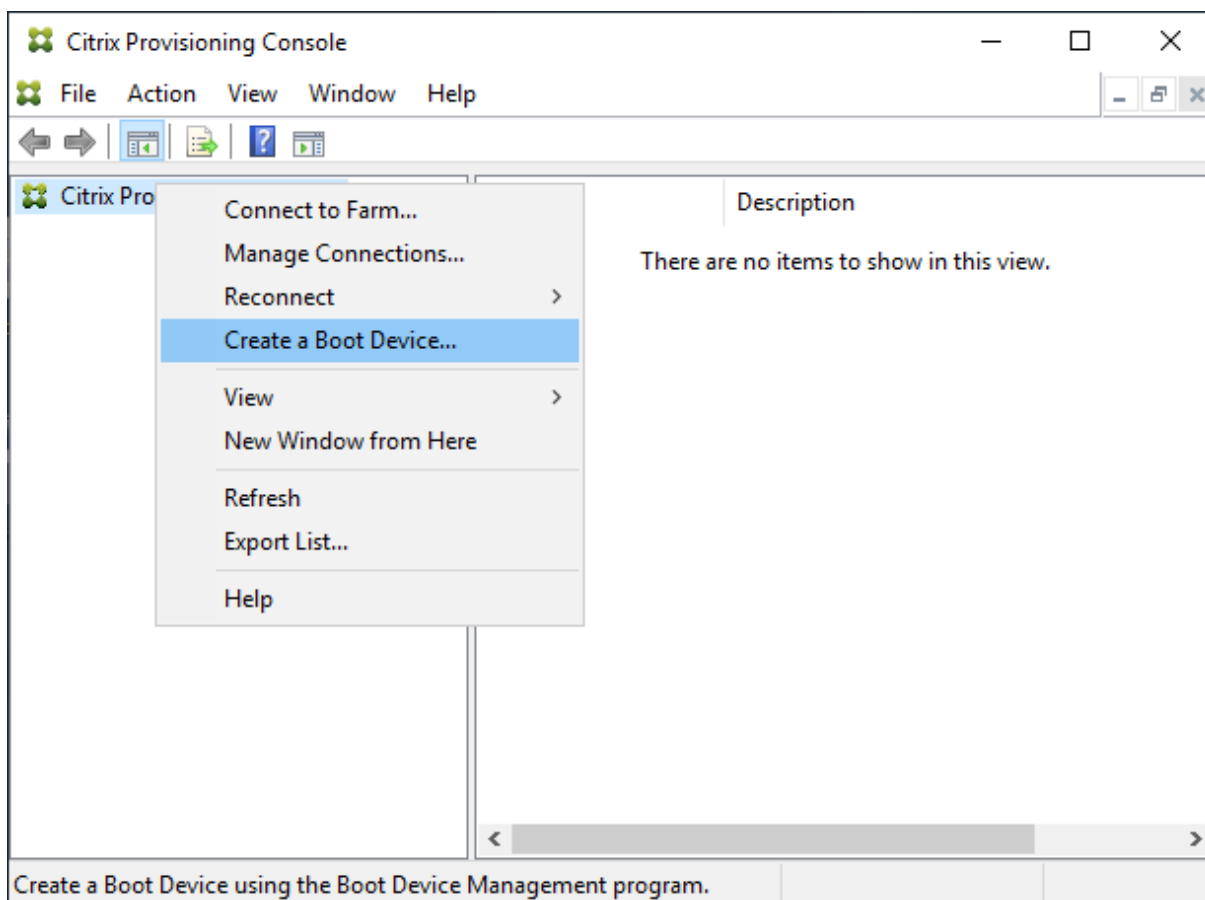 Citrix Provisioning Console
File Action View Window Help
Citrix Pro
Description
There are no items to show in this view.
Connect to Farm...
Manage Connections...
Reconnect
Create a Boot Device...
View
New Window from Here
Refresh
Export List...
Help
Create a Boot Device using the Boot Device Management program.